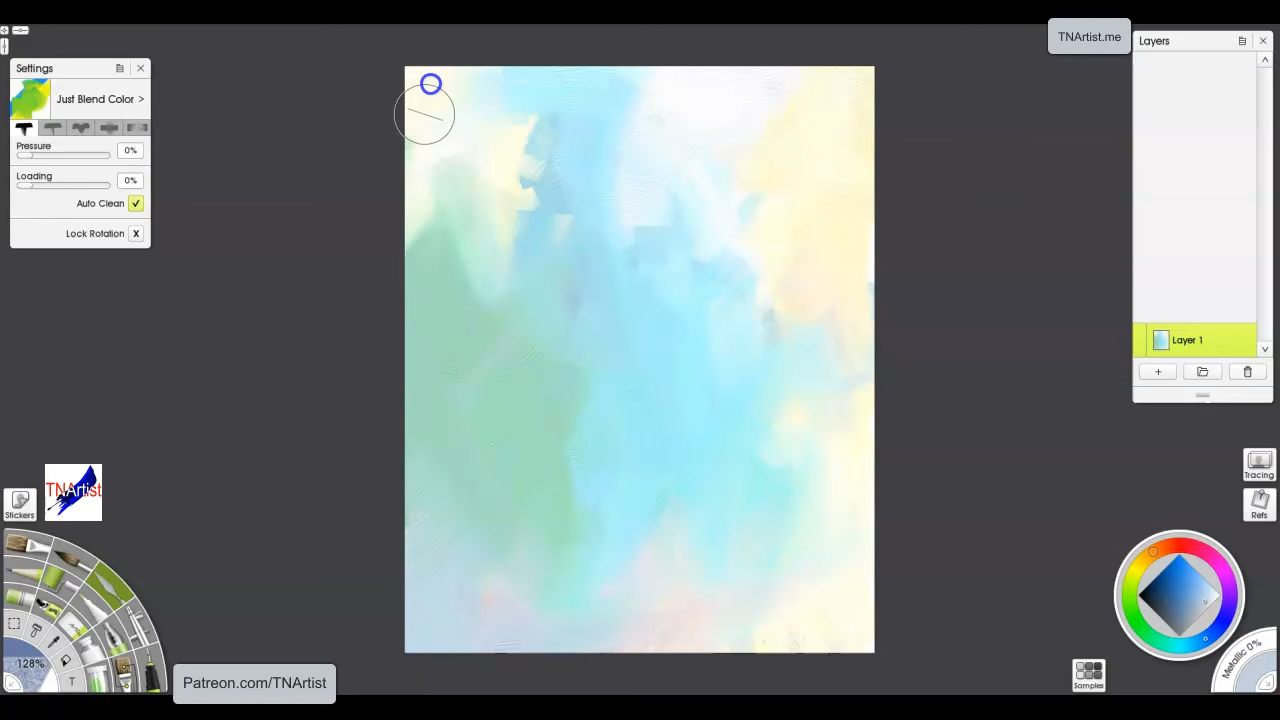 TNArtist.me
Layers
Settings
Just Blend Color >
Pressure
0%
Loading
0%
Auto Clean
Lock Rotation X
Layer 1
TNArtist
Stickers
Tracing
Refs
128%
T
Patreon.com/TNArtist
Samples
Metallic 0%